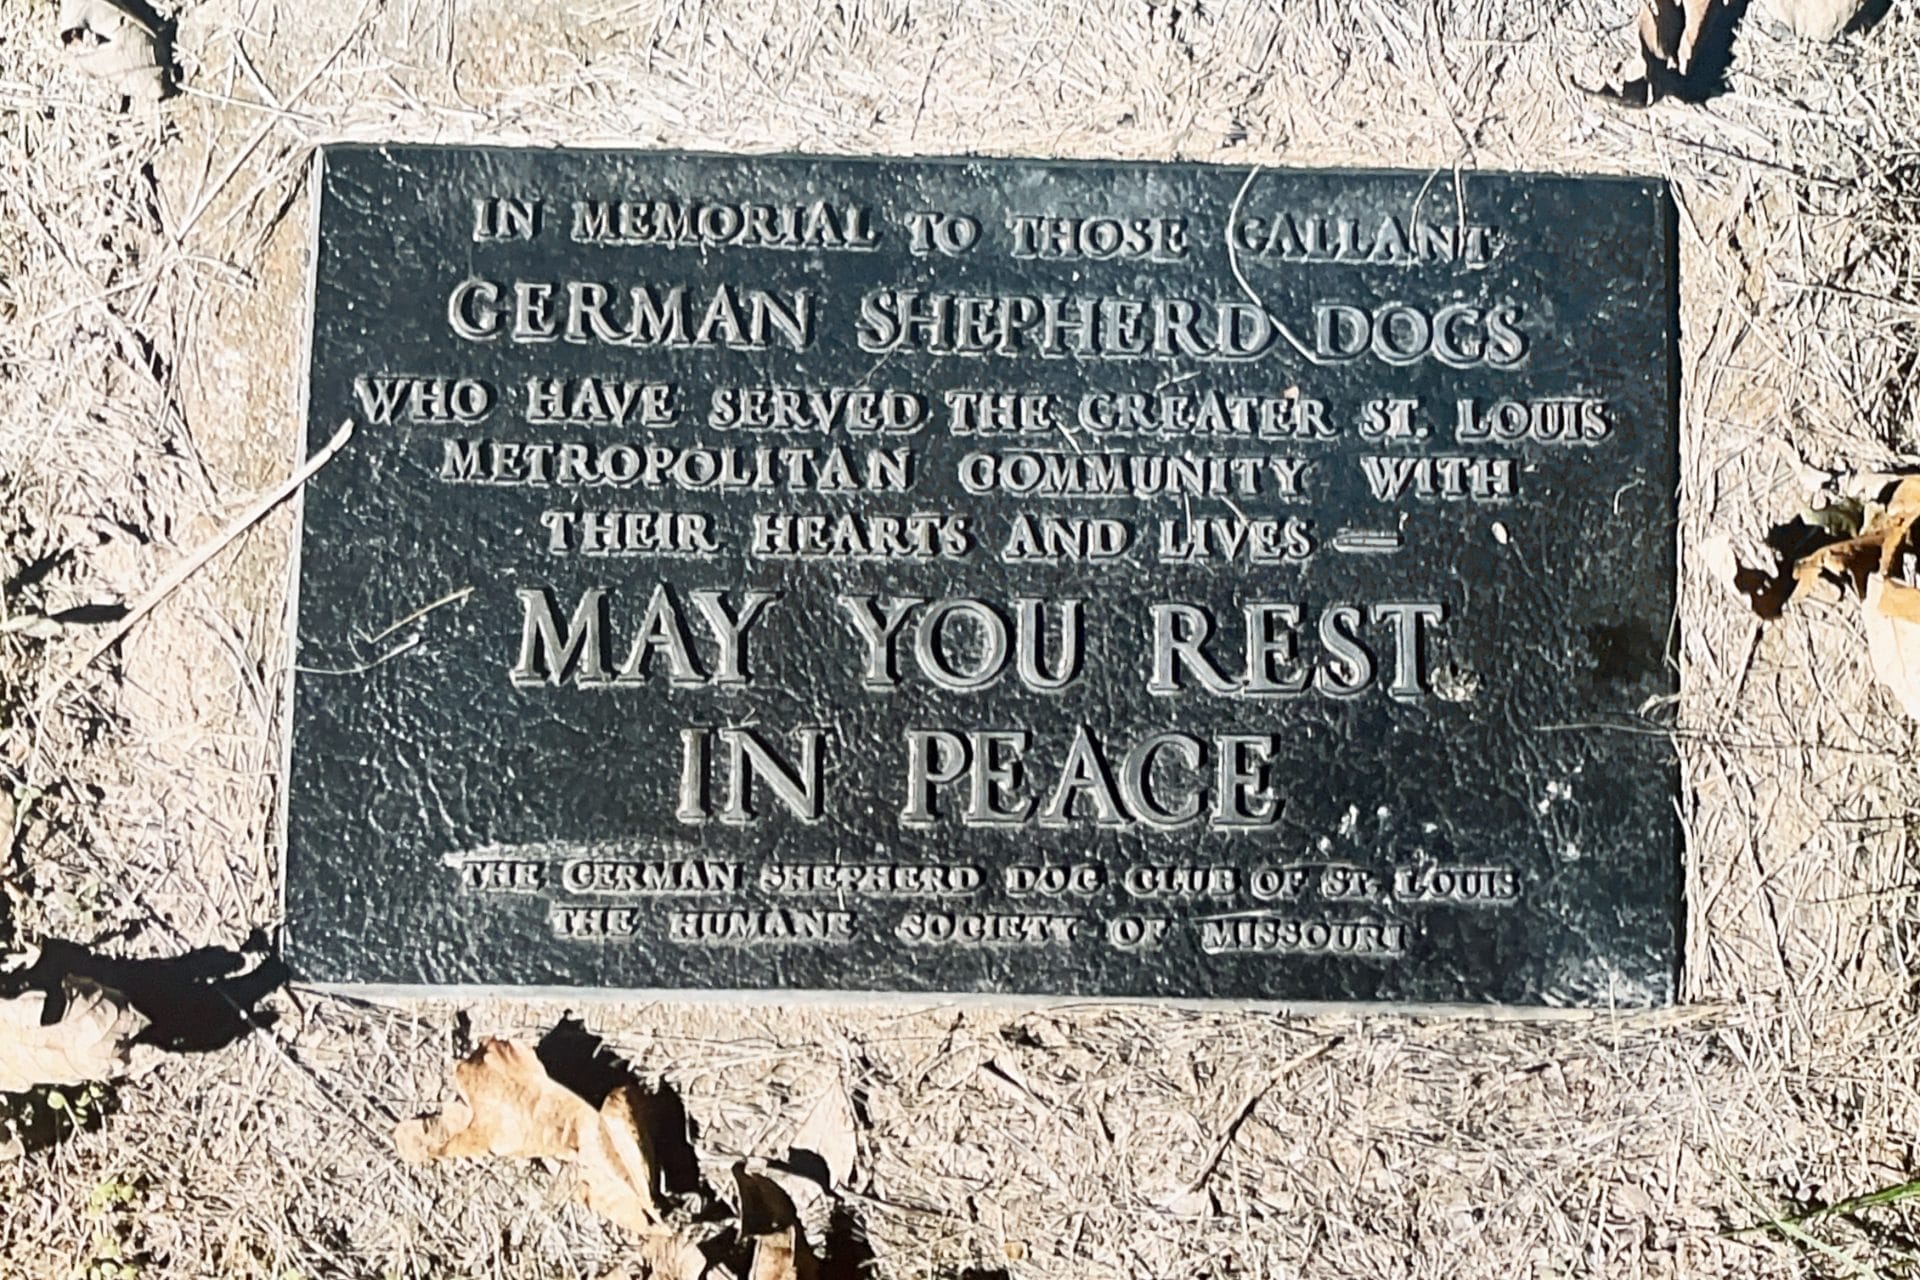 IN MEMORIAL TO THOSE GALLANT
GERMAN SHEPHERD DOGS
WHO HAVE SERVED THE GREATER ST. LOUIS
METROPOLITAN COMMUNITY WITH
THEIR HEARTS AND LIVES —
MAY YOU REST
IN PEACE
THE GERMAN SHEPHERD DOG CLUB OF ST. LOUIS
THE HUMANE SOCIETY OF MISSOURI